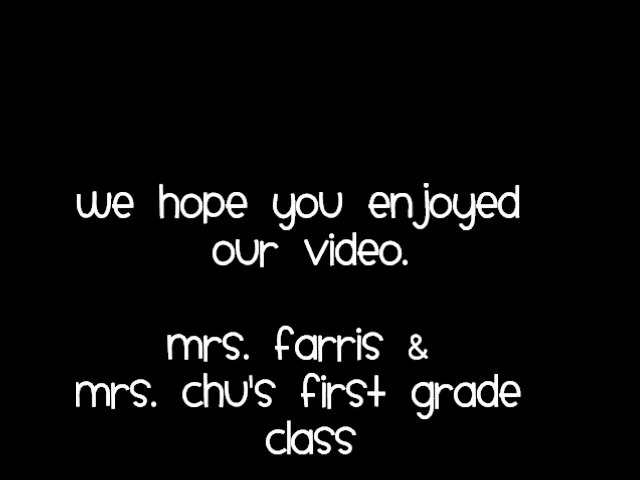 we hope you enjoyed
our video.
mrs. farris &
mrs. chu's first grade
class